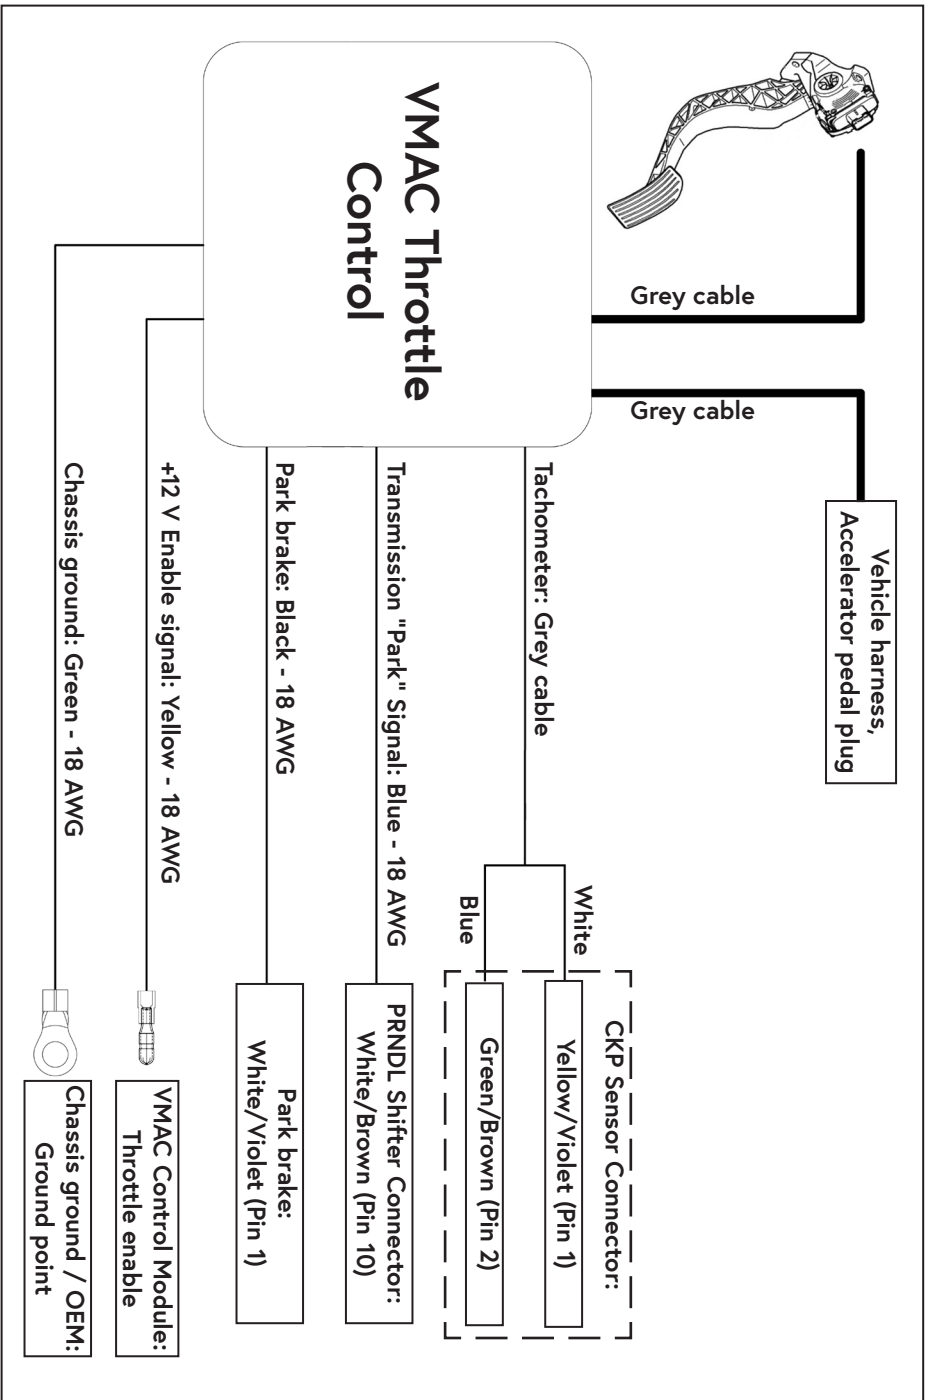 VMAC Throttle
Control
Grey cable
Grey cable
Vehicle harness,
Accelerator pedal plug
Tachometer: Grey cable
White
Blue
CKP Sensor Connector:
Yellow/Violet (Pin 1)
Green/Brown (Pin 2)
Transmission "Park" Signal: Blue - 18 AWG
PRNDL Shifter Connector:
White/Brown (Pin 10)
Park brake: Black - 18 AWG
Park brake:
White/Violet (Pin 1)
+12 V Enable signal: Yellow - 18 AWG
VMAC Control Module:
Throttle enable
Chassis ground: Green - 18 AWG
Chassis ground / OEM:
Ground point